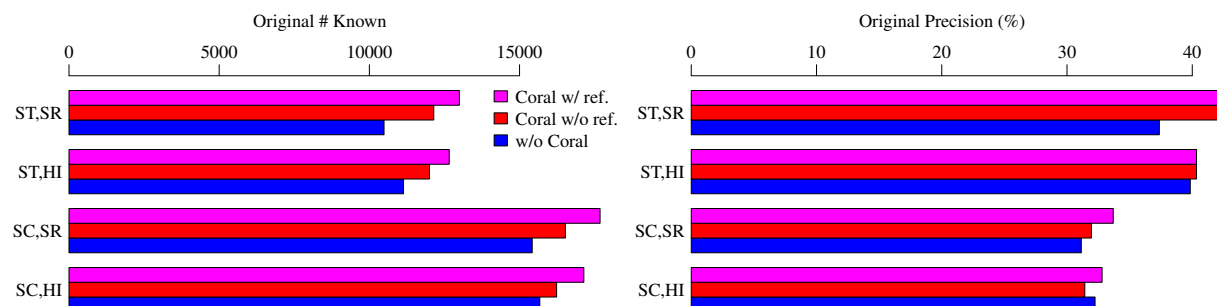 Original # Known
0 5000 10000 15000
ST,SR
ST,HI
SC,SR
SC,HI
Coral w/ ref.
Coral w/o ref.
w/o Coral
Original Precision (%)
0 10 20 30 40
ST,SR
ST,HI
SC,SR
SC,HI